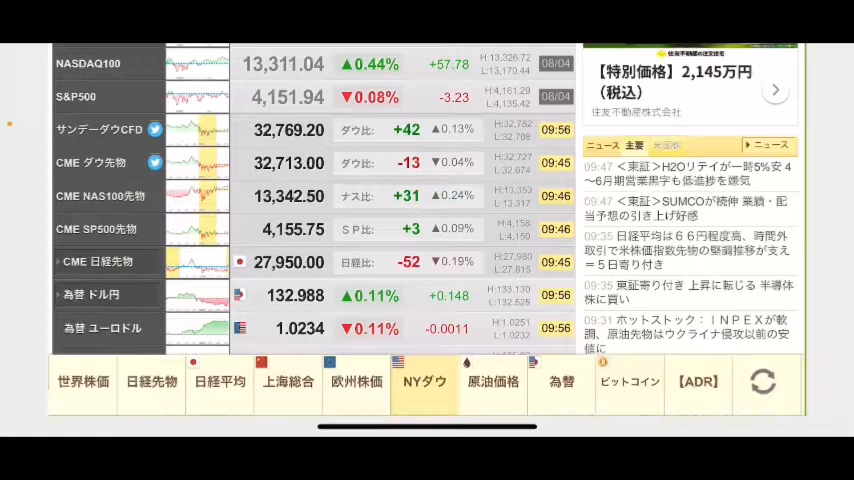 NASDAQ100 13,311.04 ▲0.44% +57.78 H:13,326.72 L:13,170.44 08/04
S&P500 4,151.94 ▼0.08% -3.23 H:4,161.29 L:4,135.42 08/04
サンデーダウCFD 32,769.20 ダウ比: +42 ▲0.13% H:32,782 L:32,708 09:56
CME ダウ先物 32,713.00 ダウ比: -13 ▼0.04% H:32,727 L:32,674 09:45
CME NAS100先物 13,342.50 ナス比: +31 ▲0.24% H:13,353 L:13,317 09:46
CME SP500先物 4,155.75 ＳＰ比: +3 ▲0.09% H:4,158 L:4,150 09:46
CME 日経先物 27,950.00 日経比: -52 ▼0.19% H:27,980 L:27,815 09:45
為替 ドル円 132.988 ▲0.11% +0.148 H:133.130 L:132.525 09:56
為替 ユーロドル 1.0234 ▼0.11% -0.0011 H:1.0251 L:1.0232 09:56
住友不動産の注文住宅
【特別価格】2,145万円
（税込）
住友不動産株式会社
ニュース 主要 米国株 ニュース
09:47 ＜東証＞H2Oリテイが一時5%安 4
～6月期営業黒字も低進捗を嫌気
09:47 ＜東証＞SUMCOが続伸 業績・配
当予想の引き上げ好感
09:35 日経平均は６６円程度高、時間外
取引で米株価指数先物の堅調推移が支え
＝５日寄り付き
09:35 東証寄り付き 上昇に転じる 半導体
株に買い
09:31 ホットストック：ＩＮＰＥＸが軟
調、原油先物はウクライナ侵攻以前の安
値に
世界株価 日経先物 日経平均 上海総合 欧州株価 NYダウ 原油価格 為替 ビットコイン 【ADR】